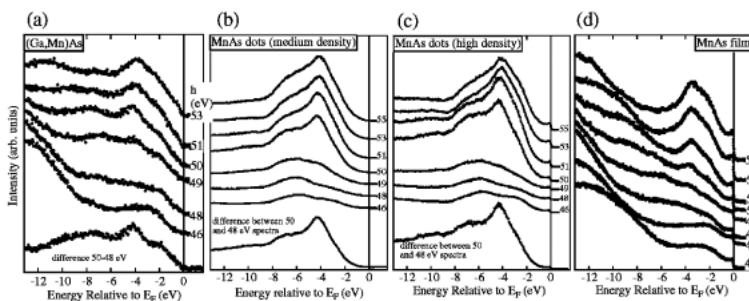 (a)
(Ga,Mn)As
h
(eV)
53
51
50
49
48
46
difference 50-48 eV
-12 -10 -8 -6 -4 -2 0
Energy Relative to E_F (eV)
Intensity (arb. units)
(b)
MnAs dots (medium density)
55
53
51
50
49
48
46
difference between 50
and 48 eV spectra
-12 -10 -8 -6 -4 -2 0
Energy relative to E_F (eV)
(c)
MnAs dots (high density)
55
53
51
50
49
48
46
difference between 50
and 48 eV spectra
-12 -10 -8 -6 -4 -2 0
Energy Relative to E_F (eV)
(d)
MnAs film
-12 -10 -8 -6 -4 -2 0
Energy Relative to E_F (eV)